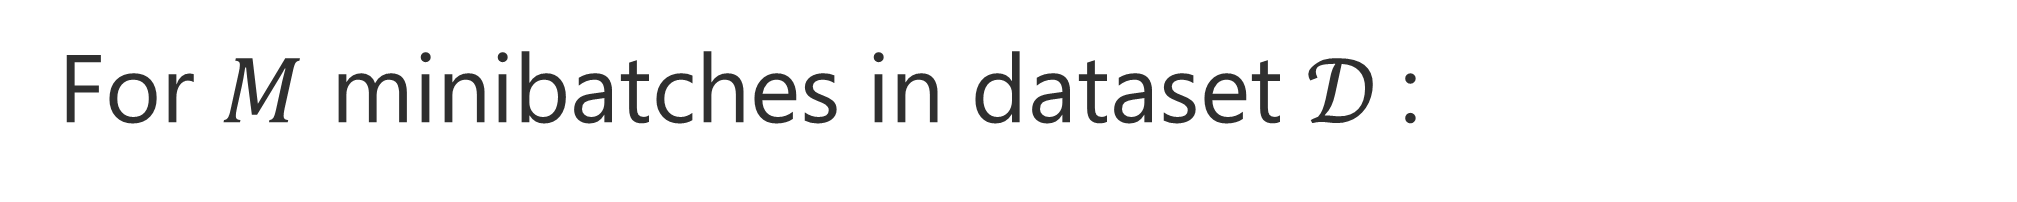 For 𝑀 minibatches in dataset 𝒟 :